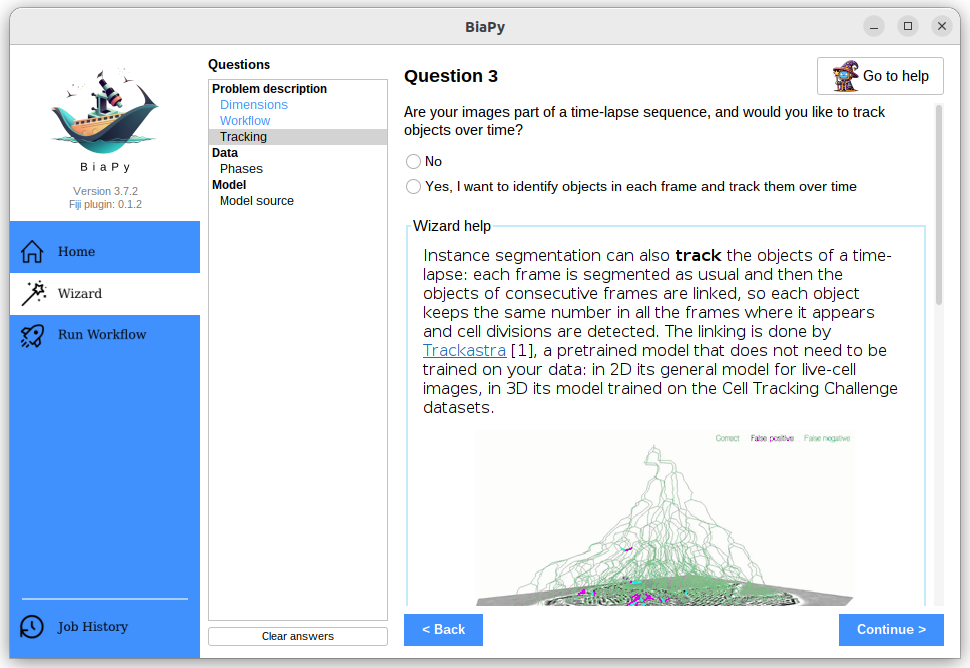 BiaPy
BiaPy
Version 3.7.2
Fiji plugin: 0.1.2
Home
Wizard
Run Workflow
Job History
Questions
Problem description
Dimensions
Workflow
Tracking
Data
Phases
Model
Model source
Clear answers
Question 3
Go to help
Are your images part of a time-lapse sequence, and would you like to track
objects over time?
No
Yes, I want to identify objects in each frame and track them over time
Wizard help
Instance segmentation can also track the objects of a time-
lapse: each frame is segmented as usual and then the
objects of consecutive frames are linked, so each object
keeps the same number in all the frames where it appears
and cell divisions are detected. The linking is done by
Trackastra [1], a pretrained model that does not need to be
trained on your data: in 2D its general model for live-cell
images, in 3D its model trained on the Cell Tracking Challenge
datasets.
Correct False positive False negative
< Back
Continue >